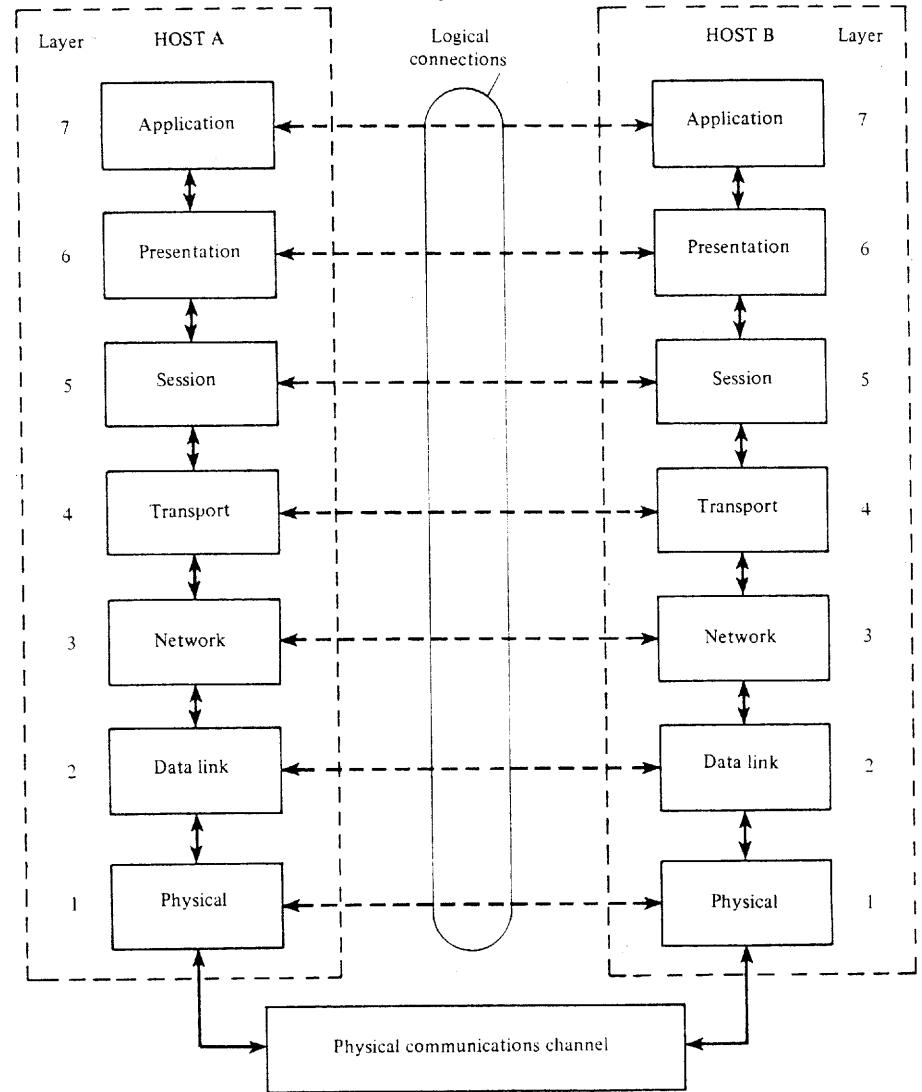 Layer HOST A Logical connections HOST B Layer
7 Application Application 7
6 Presentation Presentation 6
5 Session Session 5
4 Transport Transport 4
3 Network Network 3
2 Data link Data link 2
1 Physical Physical 1
Physical communications channel